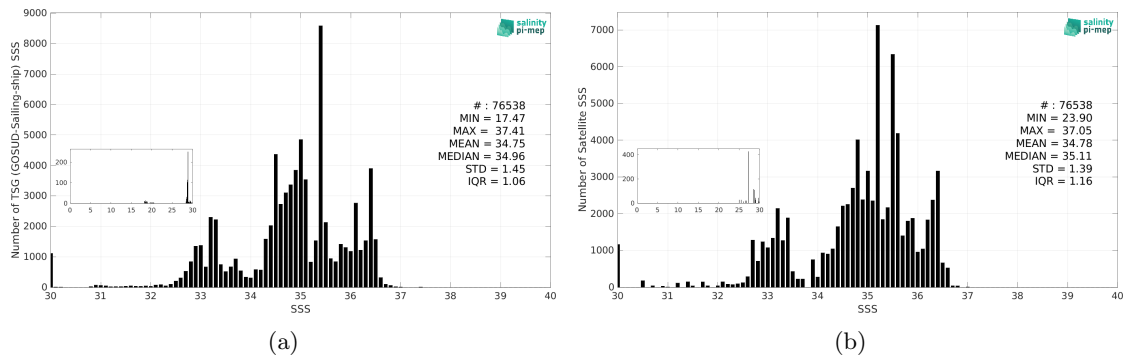 9000
8000
7000
6000
5000
4000
3000
2000
1000
0
Number of TSG (GOSUD-Sailing-ship) SSS
salinity
pi-mep
# : 76538
MIN = 17.47
MAX = 37.41
MEAN = 34.75
MEDIAN = 34.96
STD = 1.45
IQR = 1.06
200
100
0
0 5 10 15 20 25 30
30 31 32 33 34 35 36 37 38 39 40
SSS
(a)
7000
6000
5000
4000
3000
2000
1000
0
Number of Satellite SSS
salinity
pi-mep
# : 76538
MIN = 23.90
MAX = 37.05
MEAN = 34.78
MEDIAN = 35.11
STD = 1.39
IQR = 1.16
400
200
0
0 5 10 15 20 25 30
30 31 32 33 34 35 36 37 38 39 40
SSS
(b)